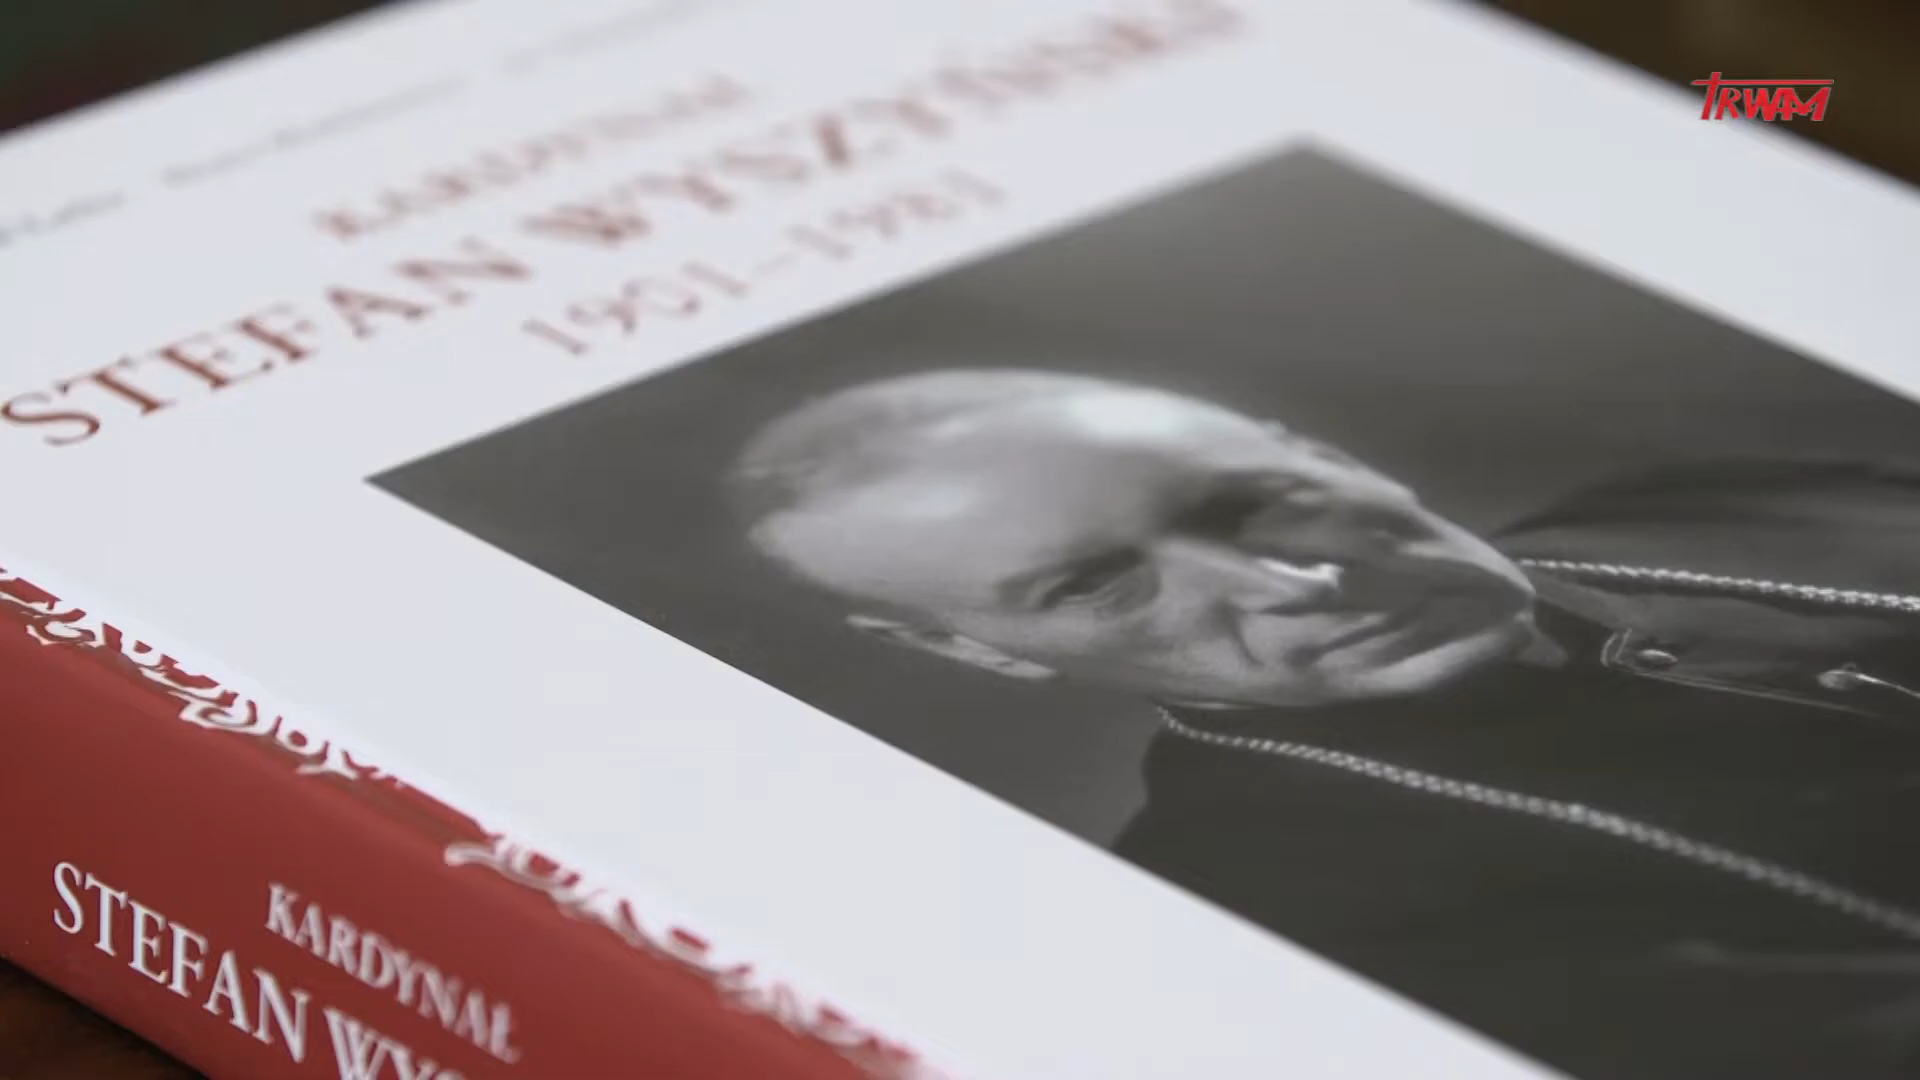 TRWAM
KARDYNAŁ
STEFAN WYSZYŃSKI
1901–1981
KARDYNAŁ
STEFAN WYS